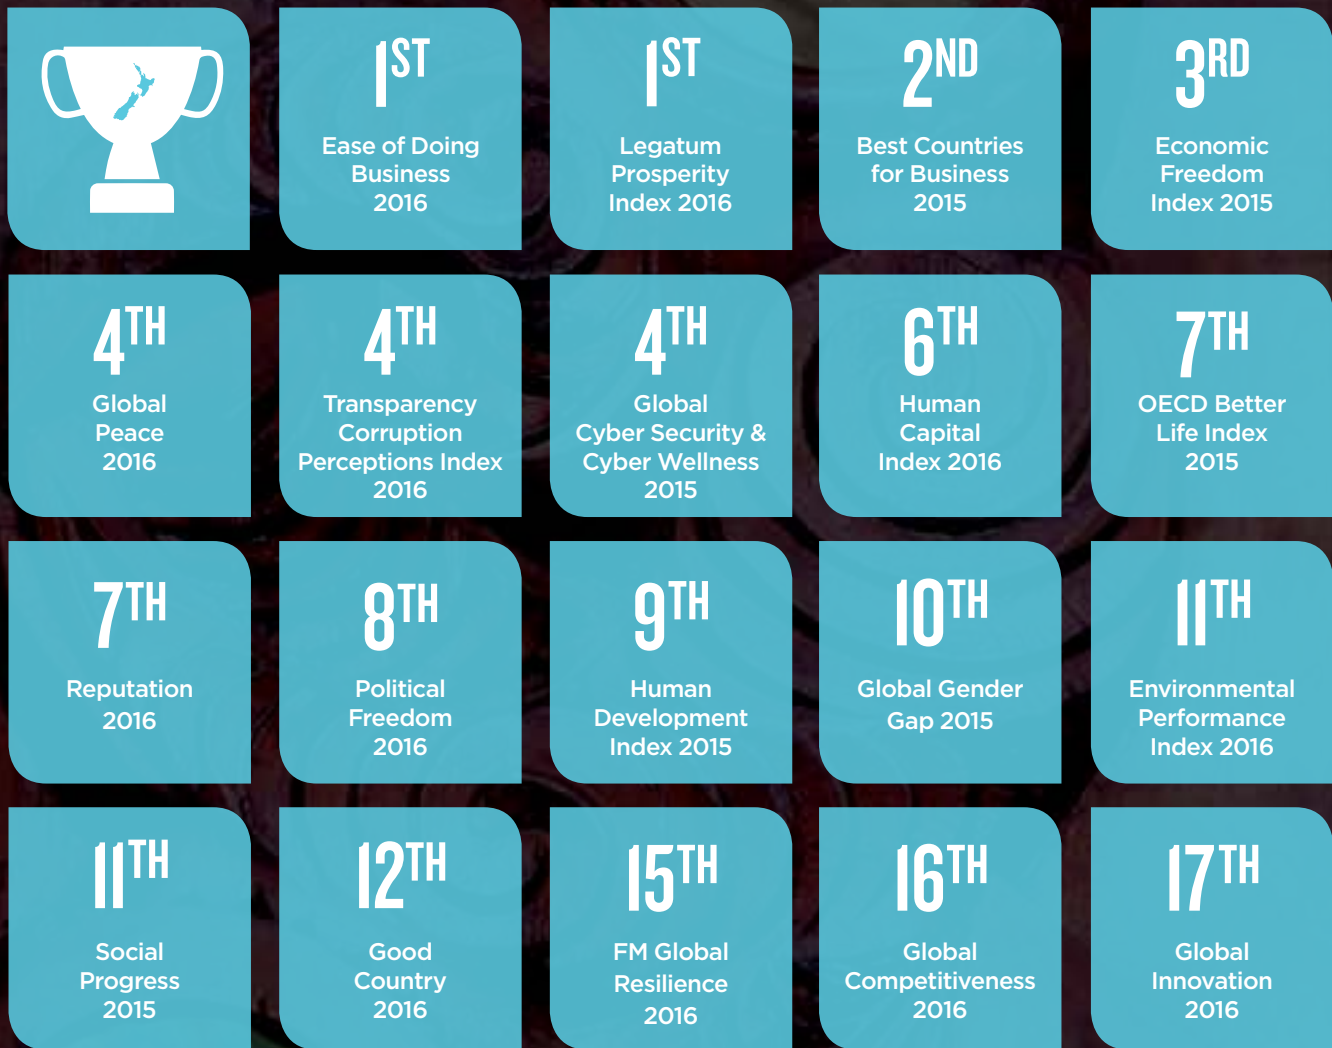 1ST
Ease of Doing
Business
2016
1ST
Legatum
Prosperity
Index 2016
2ND
Best Countries
for Business
2015
3RD
Economic
Freedom
Index 2015
4TH
Global
Peace
2016
4TH
Transparency
Corruption
Perceptions Index
2016
4TH
Global
Cyber Security &
Cyber Wellness
2015
6TH
Human
Capital
Index 2016
7TH
OECD Better
Life Index
2015
7TH
Reputation
2016
8TH
Political
Freedom
2016
9TH
Human
Development
Index 2015
10TH
Global Gender
Gap 2015
11TH
Environmental
Performance
Index 2016
11TH
Social
Progress
2015
12TH
Good
Country
2016
15TH
FM Global
Resilience
2016
16TH
Global
Competitiveness
2016
17TH
Global
Innovation
2016